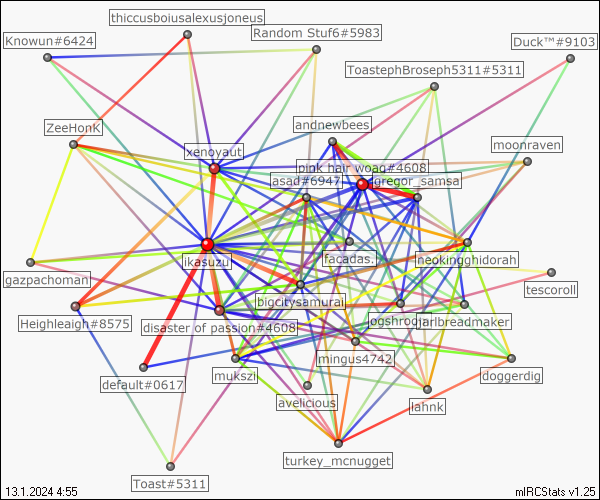 thiccusboiusalexusjoneus
Random Stuf6#5983
Knowun#6424
Duck™#9103
ToastephBroseph5311#5311
andnewbees
ZeeHonk
moonraven
xenoyaut
pink hair woag#4608
asad#6947
gregor_samsa
facadas.
ikasuzu
neokingghidorah
gazpachoman
tescoroll
bigcitysamurai
Heighleigh#8575
disaster of passion#4608
jogshrog
jarlbreadmaker
mingus4742
mukszi
doggerdig
default#0617
avelicious
lahnk
turkey_mcnugget
Toast#5311
13.1.2024 4:55
mIRCStats v1.25